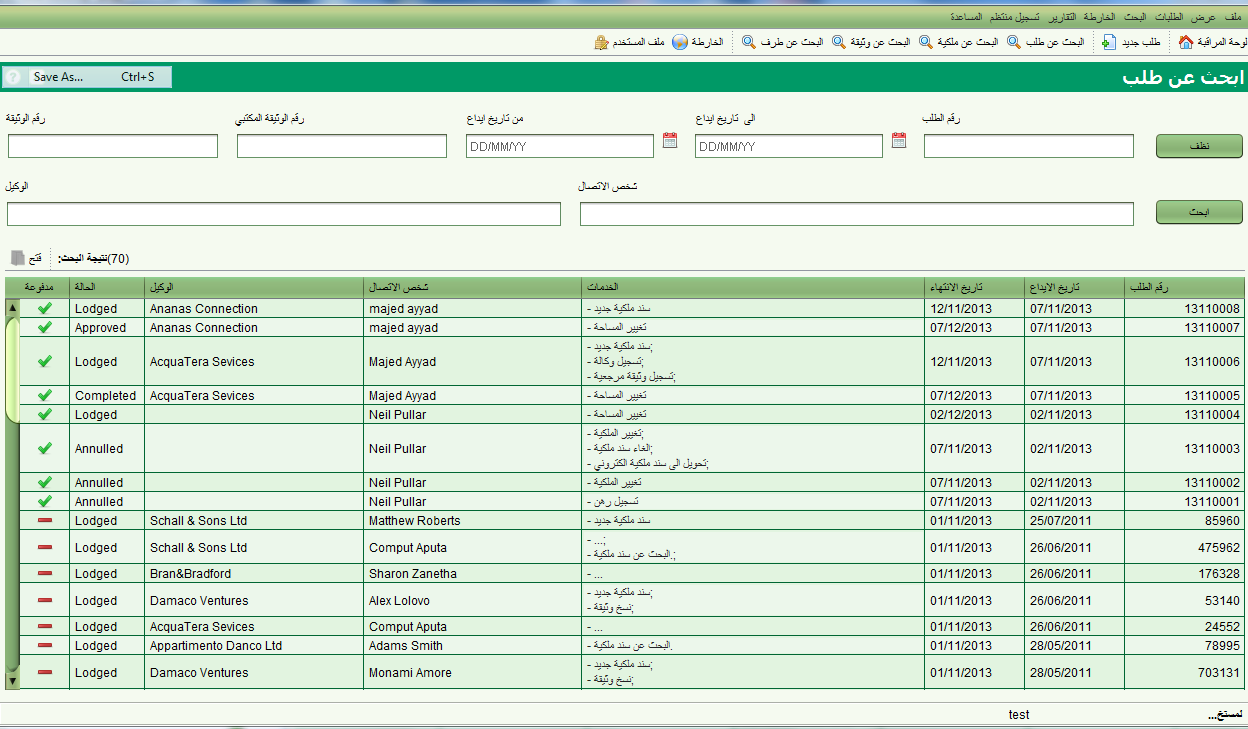 ملف عرض الطلبات البحث الخارطة التقارير تسجيل منتظم المساعدة
لوحة المراقبة طلب جديد البحث عن طلب البحث عن ملكية البحث عن وثيقة البحث عن طرف الخارطة ملف المستخدم
ابحث عن طلب
? Save As... Ctrl+S
رقم الطلب الى تاريخ ايداع من تاريخ ايداع رقم الوثيقة المكتبي رقم الوثيقة
DD/MM/YY DD/MM/YY
نظف
شخص الاتصال الوكيل
ابحث
فتح نتيجة البحث: (70)
رقم الطلب تاريخ الايداع تاريخ الانتهاء الخدمات شخص الاتصال الوكيل الحالة مدفوعة
Lodged Ananas Connection majed ayyad - سند ملكية جديد 12/11/2013 07/11/2013 13110008
Approved Ananas Connection majed ayyad - تغيير المساحة 07/12/2013 07/11/2013 13110007
- سند ملكية جديد;
Lodged AcquaTera Sevices Majed Ayyad - تسجيل وكالة; 12/11/2013 07/11/2013 13110006
- تسجيل وثيقة مرجعية;
Completed AcquaTera Sevices Majed Ayyad - تغيير المساحة 07/12/2013 07/11/2013 13110005
Lodged Neil Pullar - تغيير المساحة 02/12/2013 02/11/2013 13110004
- تغيير الملكية;
Annulled Neil Pullar - الغاء سند ملكية; 07/11/2013 02/11/2013 13110003
- تحويل الى سند ملكية الكتروني;
Annulled Neil Pullar - تغيير الملكية 07/11/2013 02/11/2013 13110002
Annulled Neil Pullar - تسجيل رهن 07/11/2013 02/11/2013 13110001
Lodged Schall & Sons Ltd Matthew Roberts - سند ملكية جديد 01/11/2013 25/07/2011 85960
- ...;
Lodged Schall & Sons Ltd Comput Aputa - البحث عن سند ملكية.; 01/11/2013 26/06/2011 475962
Lodged Bran&Bradford Sharon Zanetha - ... 01/11/2013 26/06/2011 176328
- سند ملكية جديد;
Lodged Damaco Ventures Alex Lolovo - نسخ وثيقة; 01/11/2013 26/06/2011 53140
Lodged AcquaTera Sevices Comput Aputa - ... 01/11/2013 26/06/2011 24552
Lodged Appartimento Danco Ltd Adams Smith - البحث عن سند ملكية. 01/11/2013 28/05/2011 78995
- سند ملكية جديد;
Lodged Damaco Ventures Monami Amore - نسخ وثيقة; 01/11/2013 28/05/2011 703131
لمستخ... test